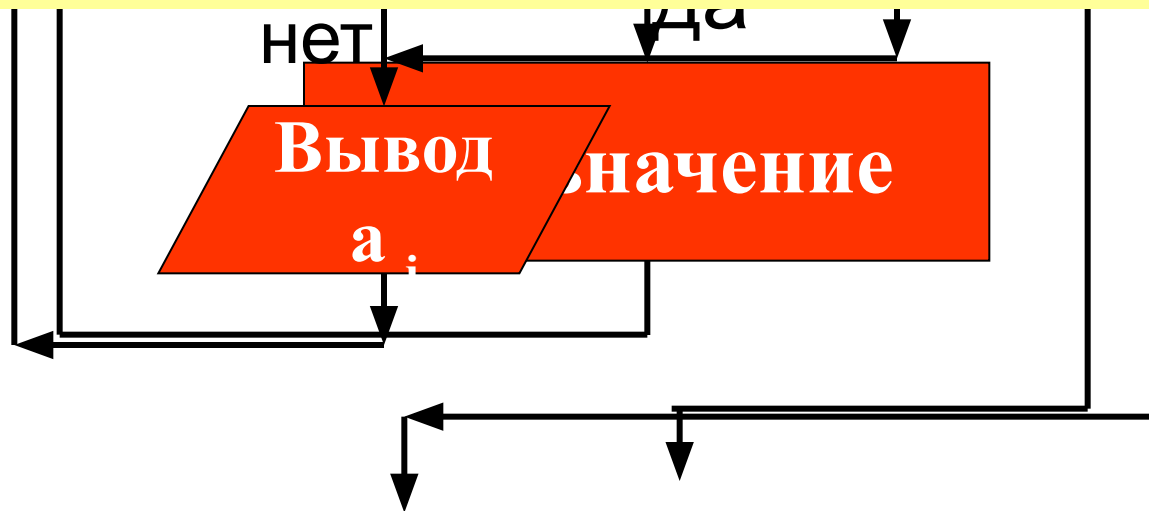 да
нет
Вывод
значение
a i